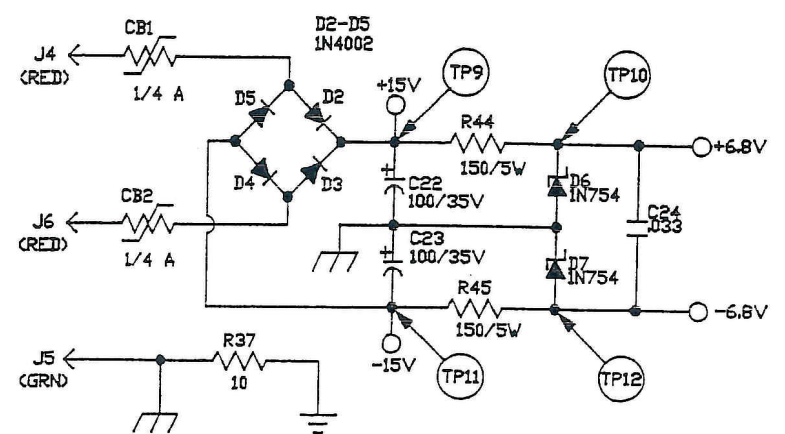 CB1
D2-D5
1N4002
J4
(RED)
1/4 A
TP9
TP10
+15V
D5
D2
R44
150/5W
+6.8V
D4
D3
C22
100/35V
D6
1N754
CB2
J6
(RED)
1/4 A
C24
.033
C23
100/35V
D7
1N754
R45
150/5W
-6.8V
-15V
TP11
TP12
J5
(GRN)
R37
10